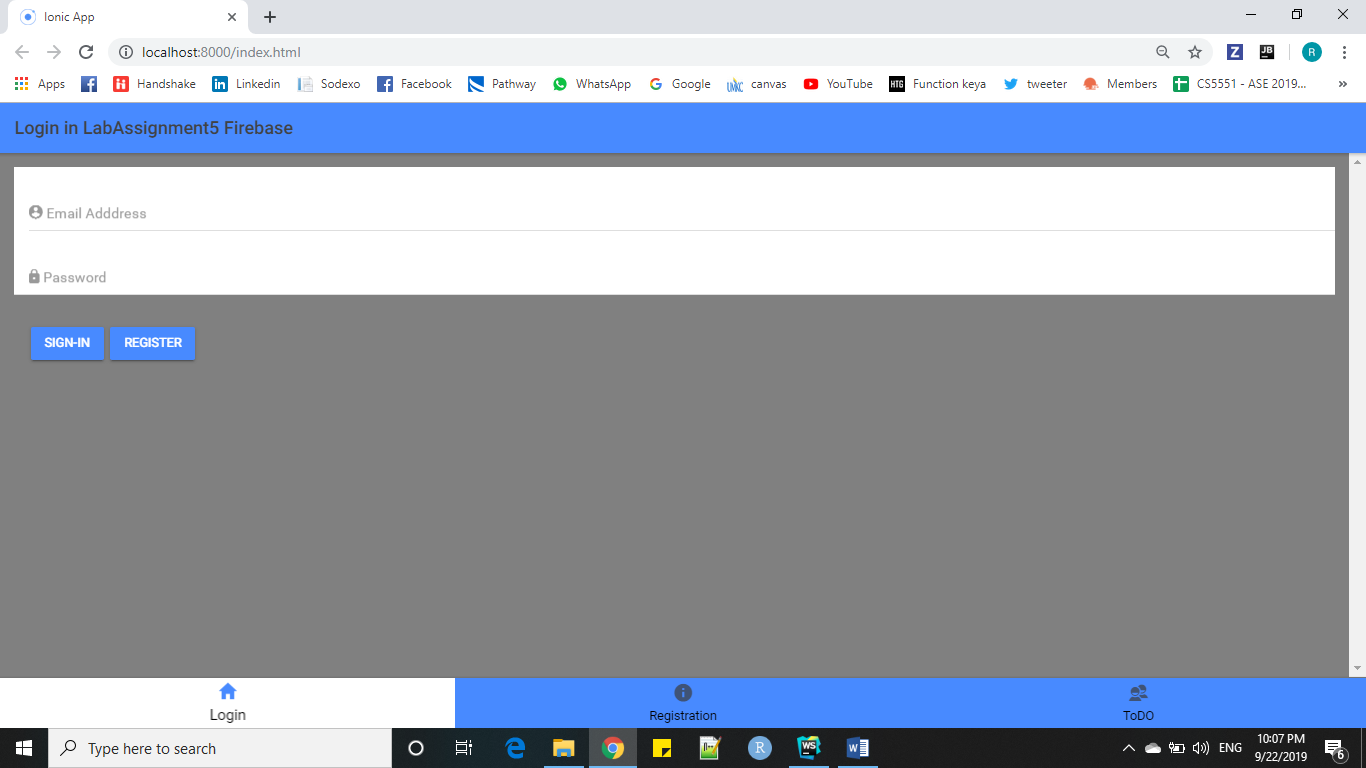 Ionic App
localhost:8000/index.html
R
Apps Handshake Linkedin Sodexo Facebook Pathway WhatsApp Google canvas YouTube HTG Function keya tweeter Members CS5551 - ASE 2019... »
Login in LabAssignment5 Firebase
Email Adddress
Password
SIGN-IN REGISTER
Login Registration ToDO
Type here to search
ENG
10:07 PM
9/22/2019
6